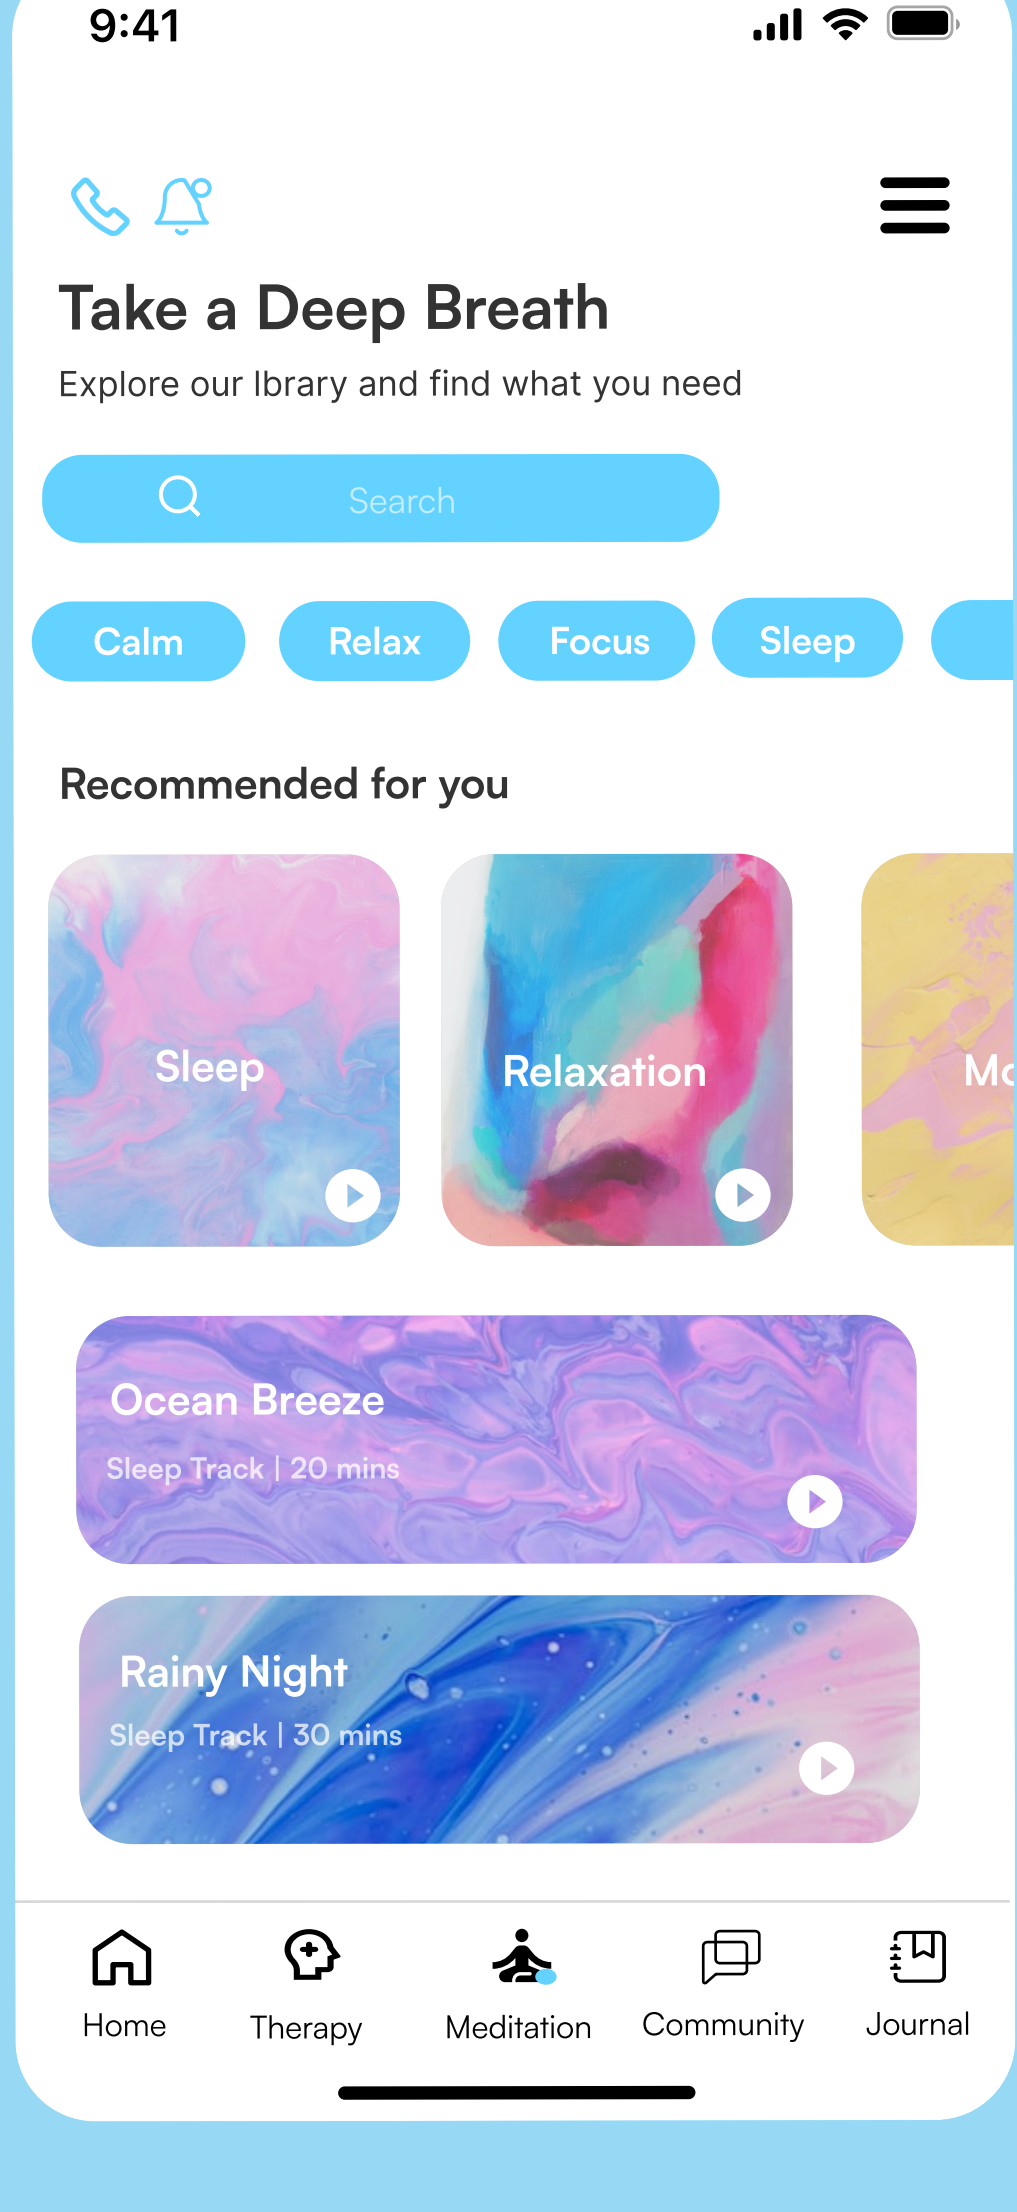 9:41
Take a Deep Breath
Explore our lbrary and find what you need
Search
Calm Relax Focus Sleep
Recommended for you
Sleep Relaxation Mo
Ocean Breeze
Sleep Track | 20 mins
Rainy Night
Sleep Track | 30 mins
Home Therapy Meditation Community Journal